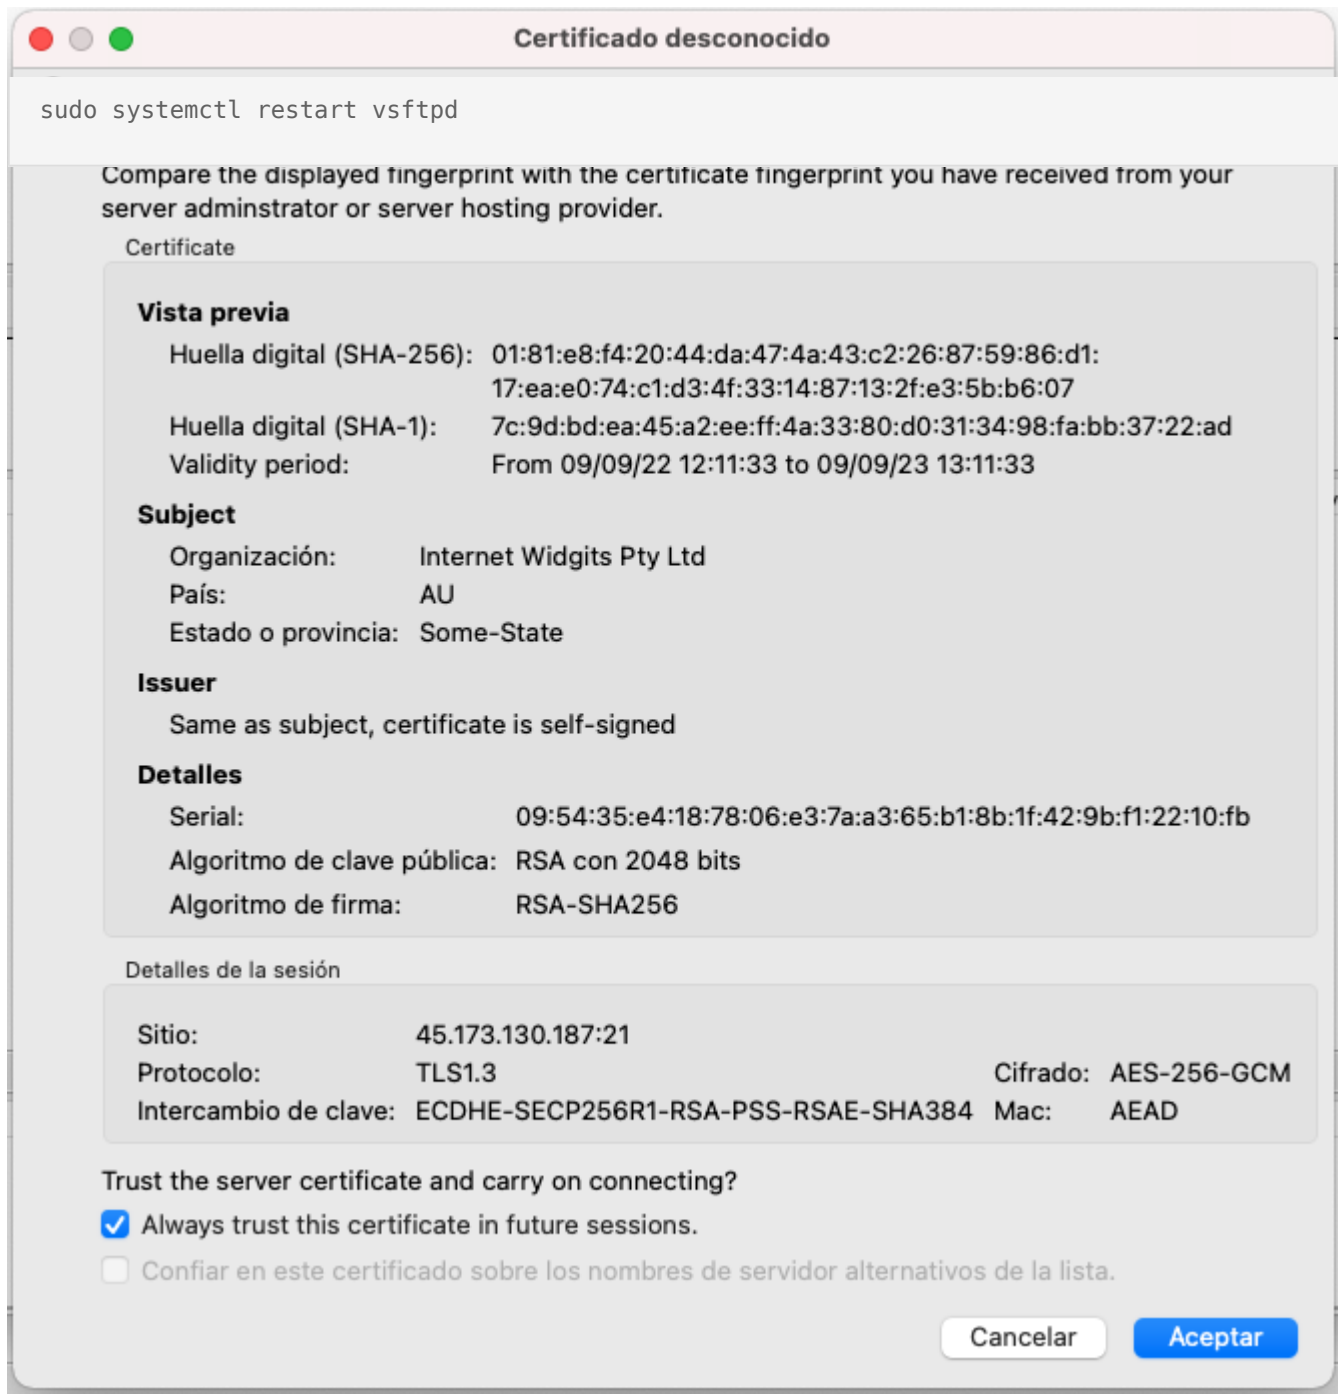 Certificado desconocido
sudo systemctl restart vsftpd
Compare the displayed fingerprint with the certificate fingerprint you have received from your
server adminstrator or server hosting provider.
Certificate
Vista previa
Huella digital (SHA-256): 01:81:e8:f4:20:44:da:47:4a:43:c2:26:87:59:86:d1:
17:ea:e0:74:c1:d3:4f:33:14:87:13:2f:e3:5b:b6:07
Huella digital (SHA-1): 7c:9d:bd:ea:45:a2:ee:ff:4a:33:80:d0:31:34:98:fa:bb:37:22:ad
Validity period: From 09/09/22 12:11:33 to 09/09/23 13:11:33
Subject
Organización: Internet Widgits Pty Ltd
País: AU
Estado o provincia: Some-State
Issuer
Same as subject, certificate is self-signed
Detalles
Serial: 09:54:35:e4:18:78:06:e3:7a:a3:65:b1:8b:1f:42:9b:f1:22:10:fb
Algoritmo de clave pública: RSA con 2048 bits
Algoritmo de firma: RSA-SHA256
Detalles de la sesión
Sitio: 45.173.130.187:21
Protocolo: TLS1.3 Cifrado: AES-256-GCM
Intercambio de clave: ECDHE-SECP256R1-RSA-PSS-RSAE-SHA384 Mac: AEAD
Trust the server certificate and carry on connecting?
Always trust this certificate in future sessions.
Confiar en este certificado sobre los nombres de servidor alternativos de la lista.
Cancelar Aceptar